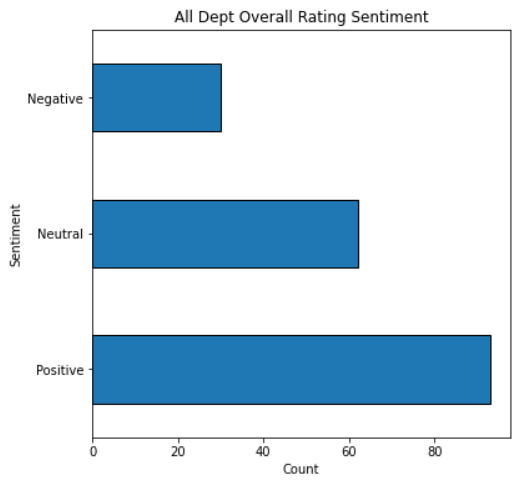 All Dept Overall Rating Sentiment
Negative
Neutral
Positive
Sentiment
0 20 40 60 80
Count